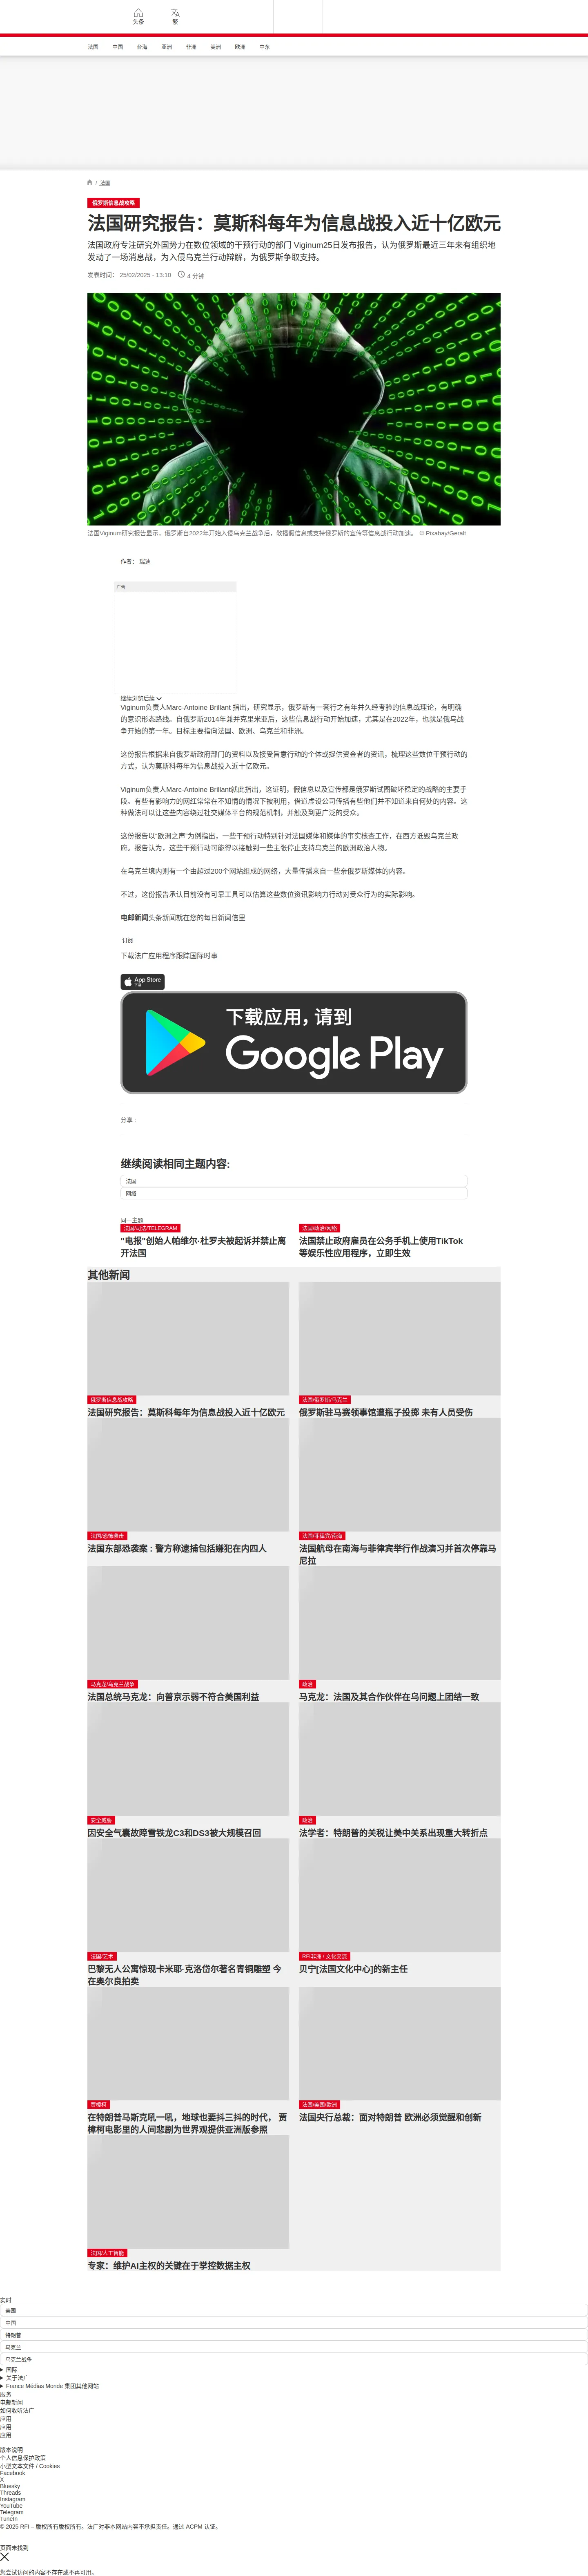 头条
繁
法国
中国
台海
亚洲
非洲
美洲
欧洲
中东
/ 法国
俄罗斯信息战攻略
法国研究报告：莫斯科每年为信息战投入近十亿欧元
法国政府专注研究外国势力在数位领域的干预行动的部门 Viginum25日发布报告，认为俄罗斯最近三年来有组织地
发动了一场消息战，为入侵乌克兰行动辩解，为俄罗斯争取支持。
发表时间： 25/02/2025 - 13:10 4 分钟
法国Viginum研究报告显示，俄罗斯自2022年开始入侵乌克兰战争后，散播假信息或支持俄罗斯的宣传等信息战行动加速。 © Pixabay/Geralt
作者： 瑞迪
广告
继续浏览后续
Viginum负责人Marc-Antoine Brillant 指出，研究显示，俄罗斯有一套行之有年并久经考验的信息战理论，有明确
的意识形态路线。自俄罗斯2014年兼并克里米亚后，这些信息战行动开始加速，尤其是在2022年，也就是俄乌战
争开始的第一年。目标主要指向法国、欧洲、乌克兰和非洲。
这份报告根据来自俄罗斯政府部门的资料以及接受旨意行动的个体或提供资金者的资讯，梳理这些数位干预行动的
方式，认为莫斯科每年为信息战投入近十亿欧元。
Viginum负责人Marc-Antoine Brillant就此指出，这证明，假信息以及宣传都是俄罗斯试图破坏稳定的战略的主要手
段。有些有影响力的网红常常在不知情的情况下被利用，借道虚设公司传播有些他们并不知道来自何处的内容。这
种做法可以让这些内容绕过社交媒体平台的规范机制，并触及到更广泛的受众。
这份报告以“欧洲之声”为例指出，一些干预行动特别针对法国媒体和媒体的事实核查工作，在西方诋毁乌克兰政
府。报告认为，这些干预行动可能得以接触到一些主张停止支持乌克兰的欧洲政治人物。
在乌克兰境内则有一个由超过200个网站组成的网络，大量传播来自一些亲俄罗斯媒体的内容。
不过，这份报告承认目前没有可靠工具可以估算这些数位资讯影响力行动对受众行为的实际影响。
电邮新闻头条新闻就在您的每日新闻信里
订阅
下载法广应用程序跟踪国际时事
App Store
下载
下载应用，请到
Google Play
分享 :
继续阅读相同主题内容:
法国
网络
同一主题
法国/司法/TELEGRAM
"电报"创始人帕维尔·杜罗夫被起诉并禁止离
开法国
法国/政治/网络
法国禁止政府雇员在公务手机上使用TikTok
等娱乐性应用程序，立即生效
其他新闻
俄罗斯信息战攻略
法国研究报告：莫斯科每年为信息战投入近十亿欧元
法国/俄罗斯/乌克兰
俄罗斯驻马赛领事馆遭瓶子投掷 未有人员受伤
法国/恐怖袭击
法国东部恐袭案 : 警方称逮捕包括嫌犯在内四人
法国/菲律宾/南海
法国航母在南海与菲律宾举行作战演习并首次停靠马
尼拉
马克龙/乌克兰战争
法国总统马克龙：向普京示弱不符合美国利益
政治
马克龙：法国及其合作伙伴在乌问题上团结一致
安全威胁
因安全气囊故障雪铁龙C3和DS3被大规模召回
政治
法学者：特朗普的关税让美中关系出现重大转折点
法国/艺术
巴黎无人公寓惊现卡米耶·克洛岱尔著名青铜雕塑 今
在奥尔良拍卖
RFI非洲 / 文化交流
贝宁[法国文化中心]的新主任
贾樟柯
在特朗普马斯克吼一吼，地球也要抖三抖的时代， 贾
樟柯电影里的人间悲剧为世界观提供亚洲版参照
法国/美国/欧洲
法国央行总裁：面对特朗普 欧洲必须觉醒和创新
法国/人工智能
专家：维护AI主权的关键在于掌控数据主权
实时
美国
中国
特朗普
乌克兰
乌克兰战争
国际
关于法广
France Médias Monde 集团其他网站
服务
电邮新闻
如何收听法广
应用
应用
应用
版本说明
个人信息保护政策
小型文本文件 / Cookies
Facebook
X
Bluesky
Threads
Instagram
YouTube
Telegram
TuneIn
© 2025 RFI – 版权所有版权所有。法广对非本网站内容不承担责任。通过 ACPM 认证。
页面未找到
您尝试访问的内容不存在或不再可用。